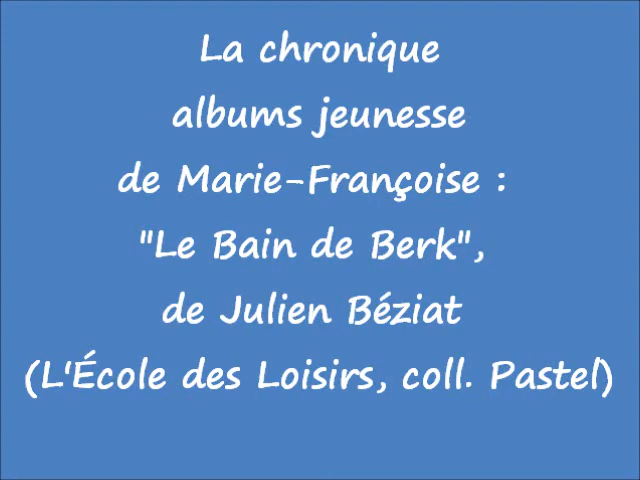 La chronique
albums jeunesse
de Marie-Françoise :
"Le Bain de Berk",
de Julien Béziat
(L'École des Loisirs, coll. Pastel)